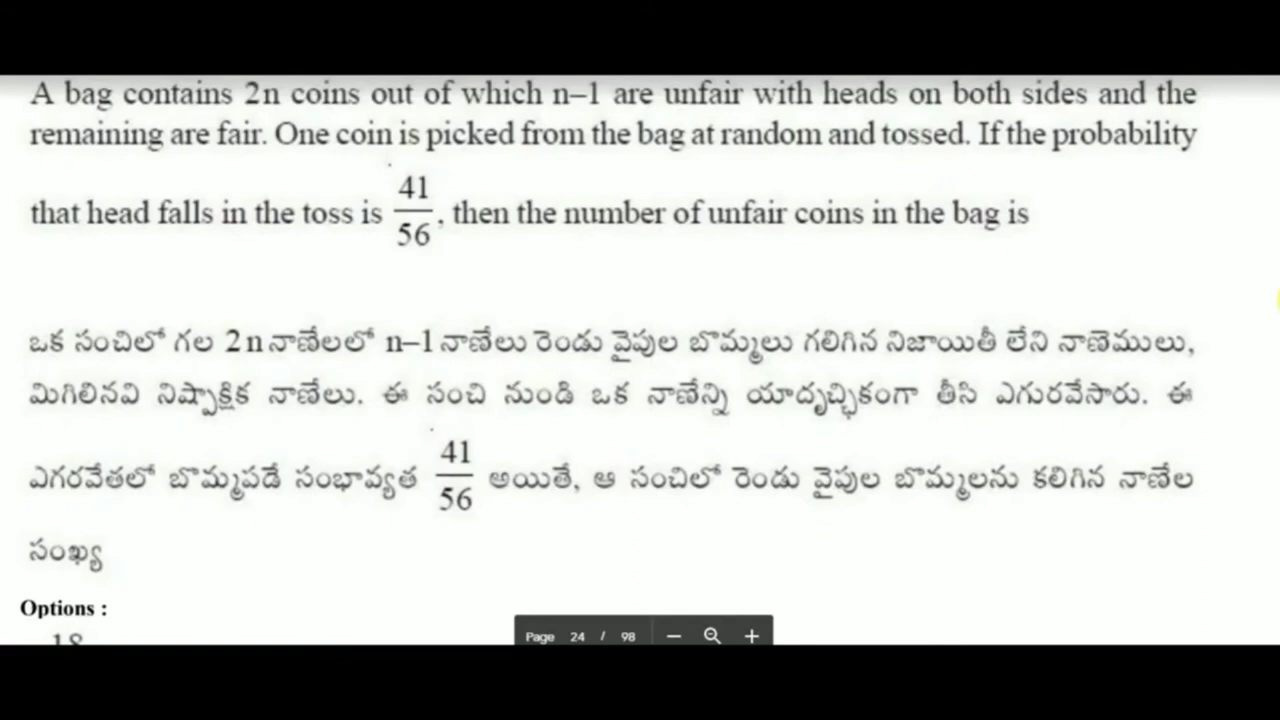 A bag contains 2n coins out of which n–1 are unfair with heads on both sides and the
remaining are fair. One coin is picked from the bag at random and tossed. If the probability
that head falls in the toss is 41/56, then the number of unfair coins in the bag is
ఒక సంచిలో గల 2n నాణేలలో n–1 నాణేలు రెండు వైపుల బొమ్మలు గలిగిన నిజాయితీ లేని నాణెములు,
మిగిలినవి నిష్పాక్షిక నాణేలు. ఈ సంచి నుండి ఒక నాణేన్ని యాదృచ్ఛికంగా తీసి ఎగురవేసారు. ఈ
ఎగరవేతలో బొమ్మపడే సంభావ్యత 41/56 అయితే, ఆ సంచిలో రెండు వైపుల బొమ్మలను కలిగిన నాణేల
సంఖ్య
Options :
18
Page 24 / 98